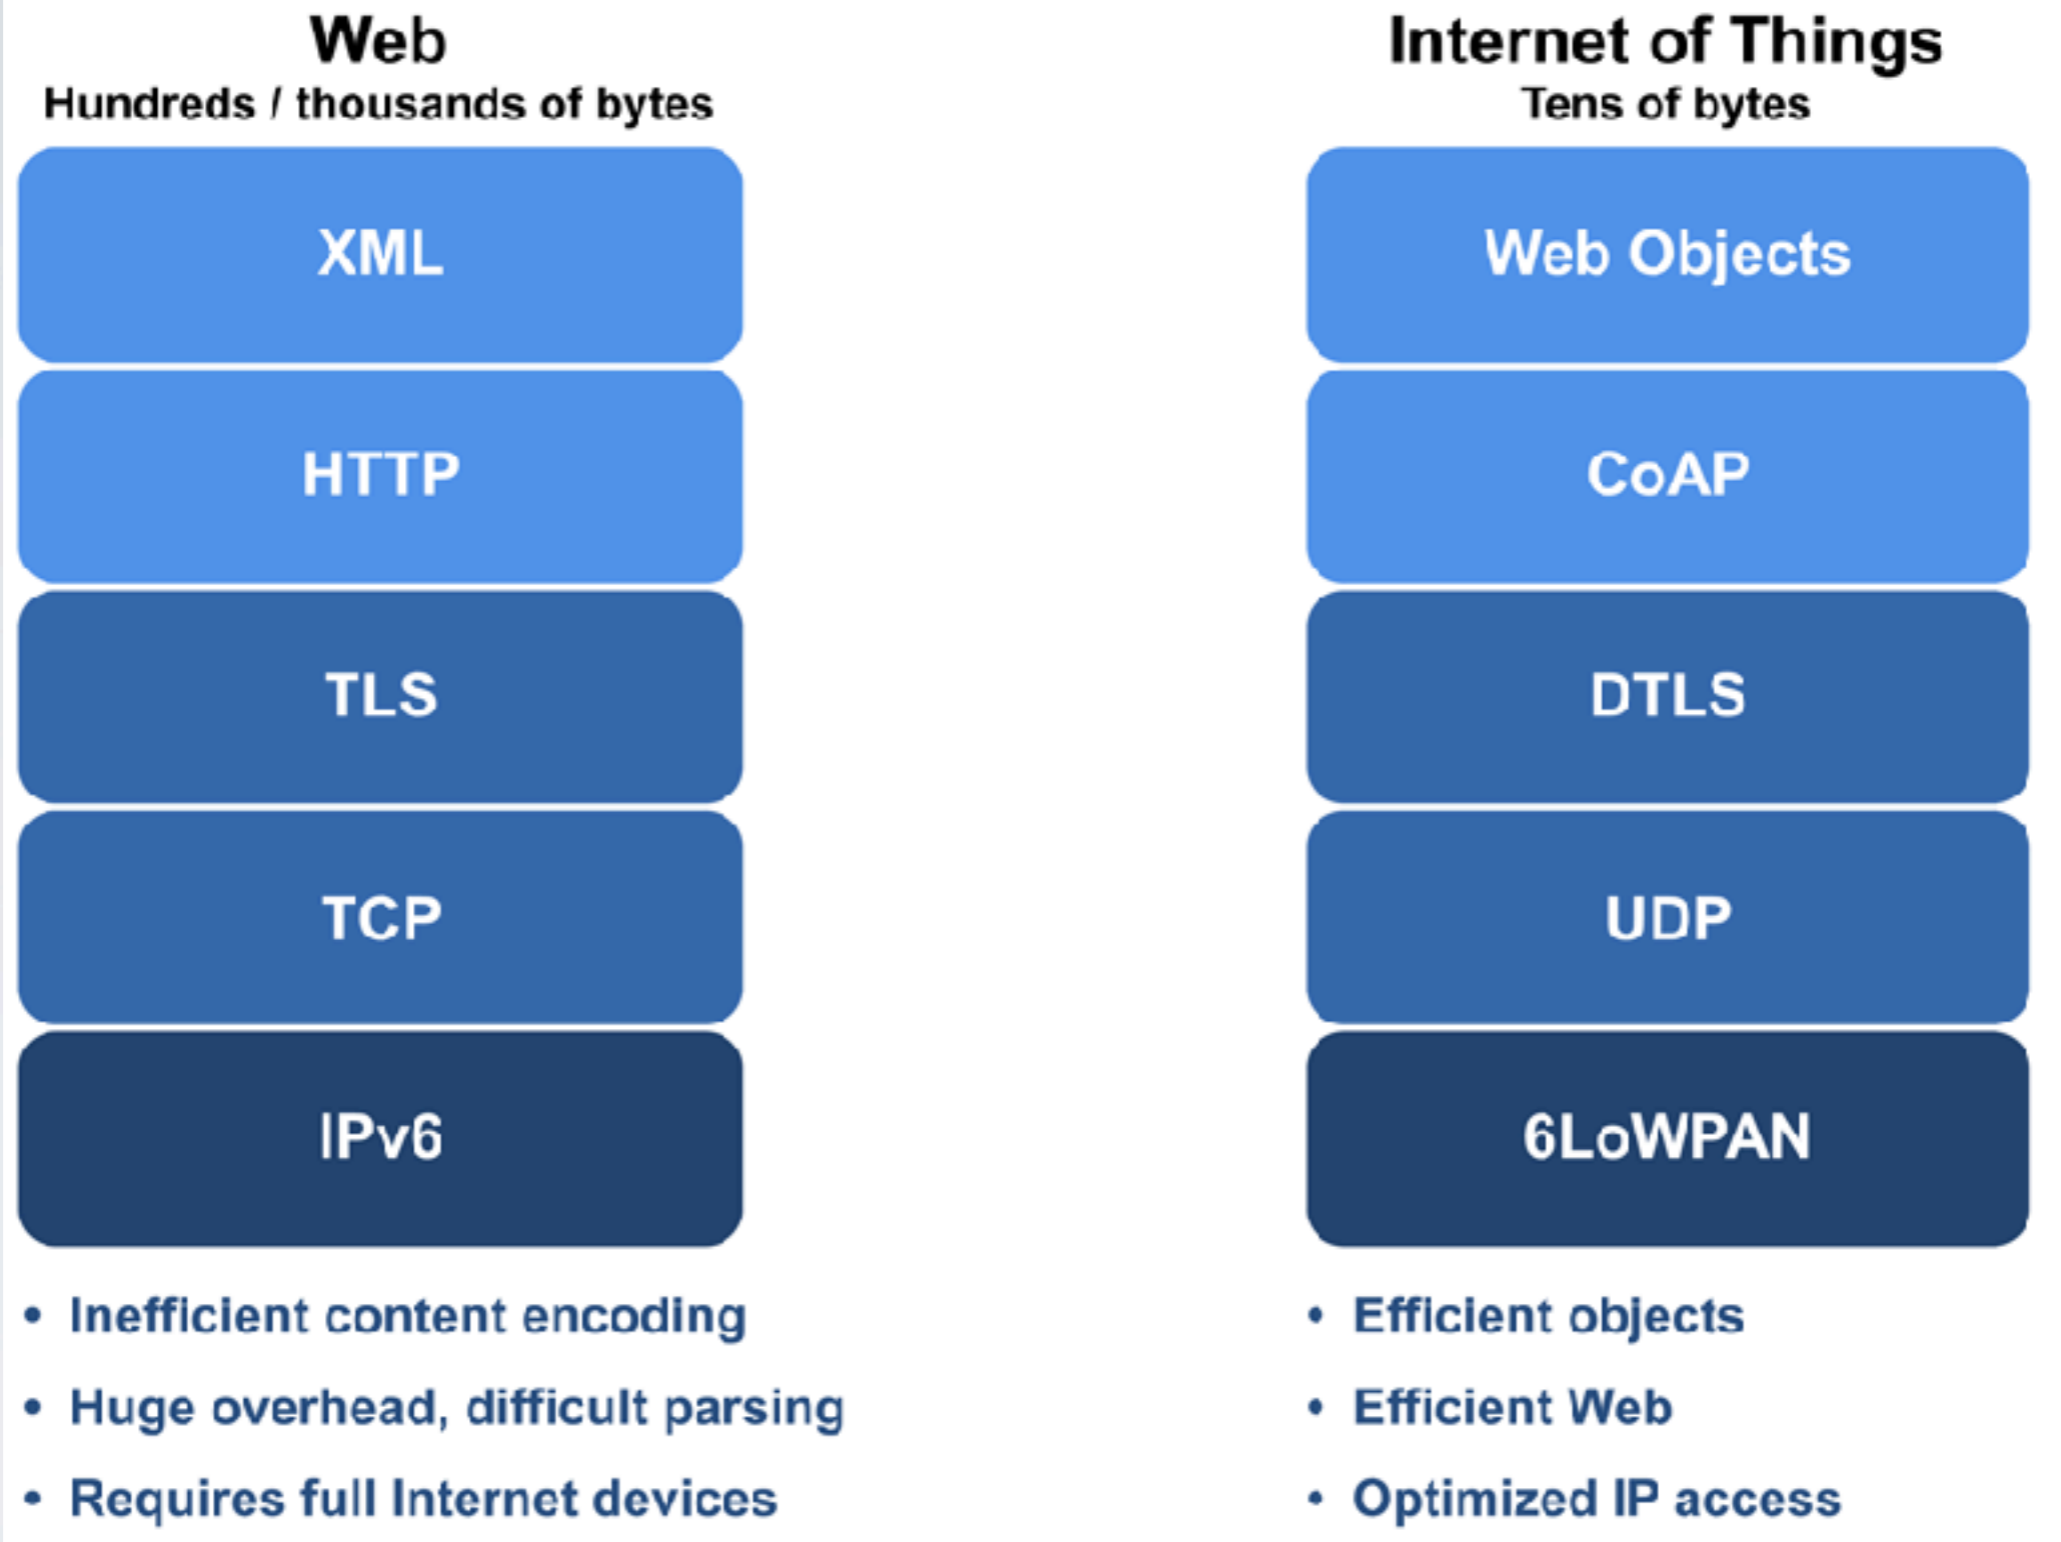 Web
Hundreds / thousands of bytes
XML
HTTP
TLS
TCP
IPv6
• Inefficient content encoding
• Huge overhead, difficult parsing
• Requires full Internet devices
Internet of Things
Tens of bytes
Web Objects
CoAP
DTLS
UDP
6LoWPAN
• Efficient objects
• Efficient Web
• Optimized IP access